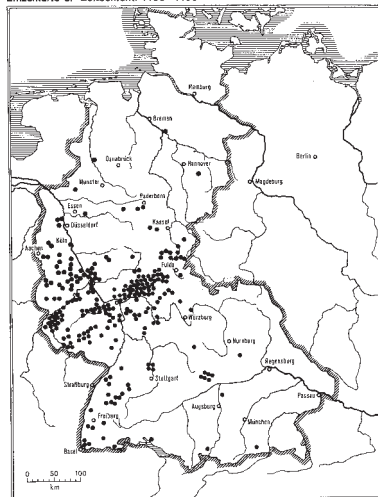 Hamburg
Bremen
Osnabrück
Hannover
Berlin
Münster
Magdeburg
Essen
Paderborn
Düsseldorf
Kassel
Köln
Aachen
Fulda
Würzburg
Nürnberg
Regensburg
Straßburg
Stuttgart
Passau
Augsburg
Freiburg
München
Basel
0 50 100
km